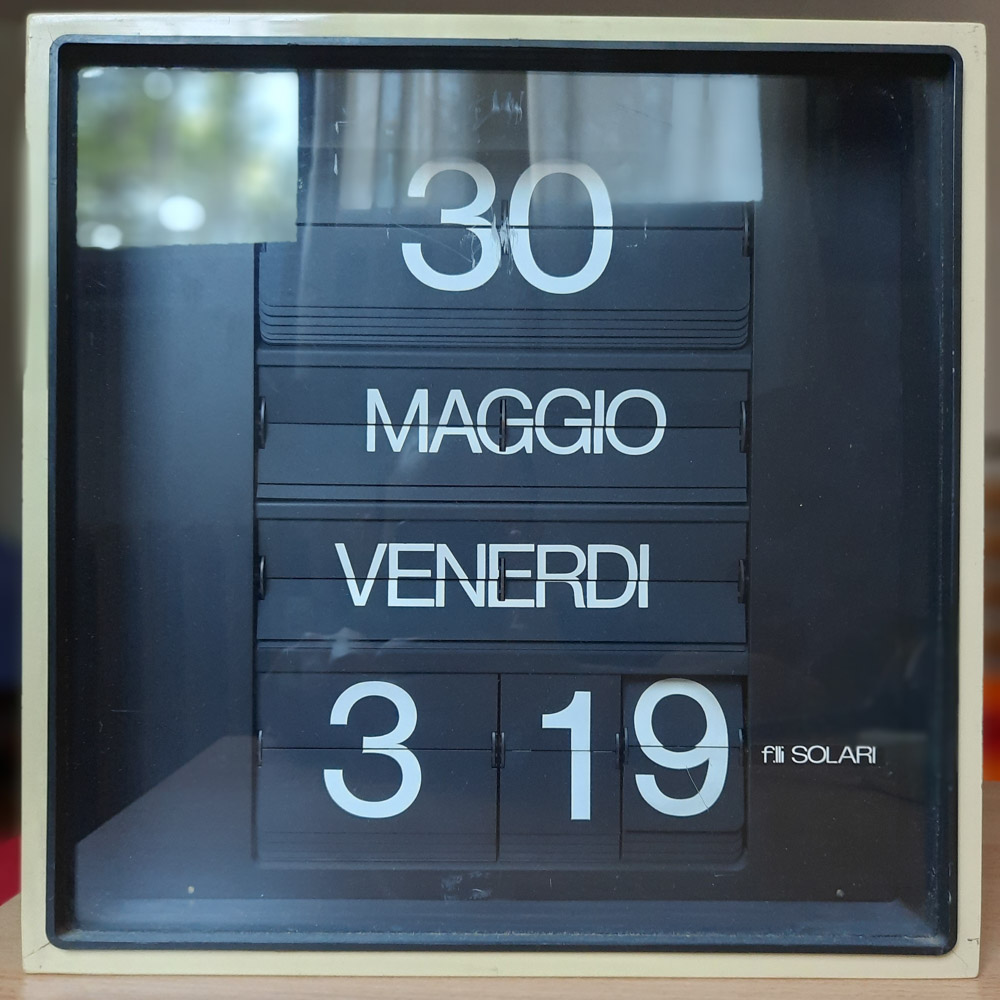 30
MAGGIO
VENERDI
3 19
f.lli SOLARI